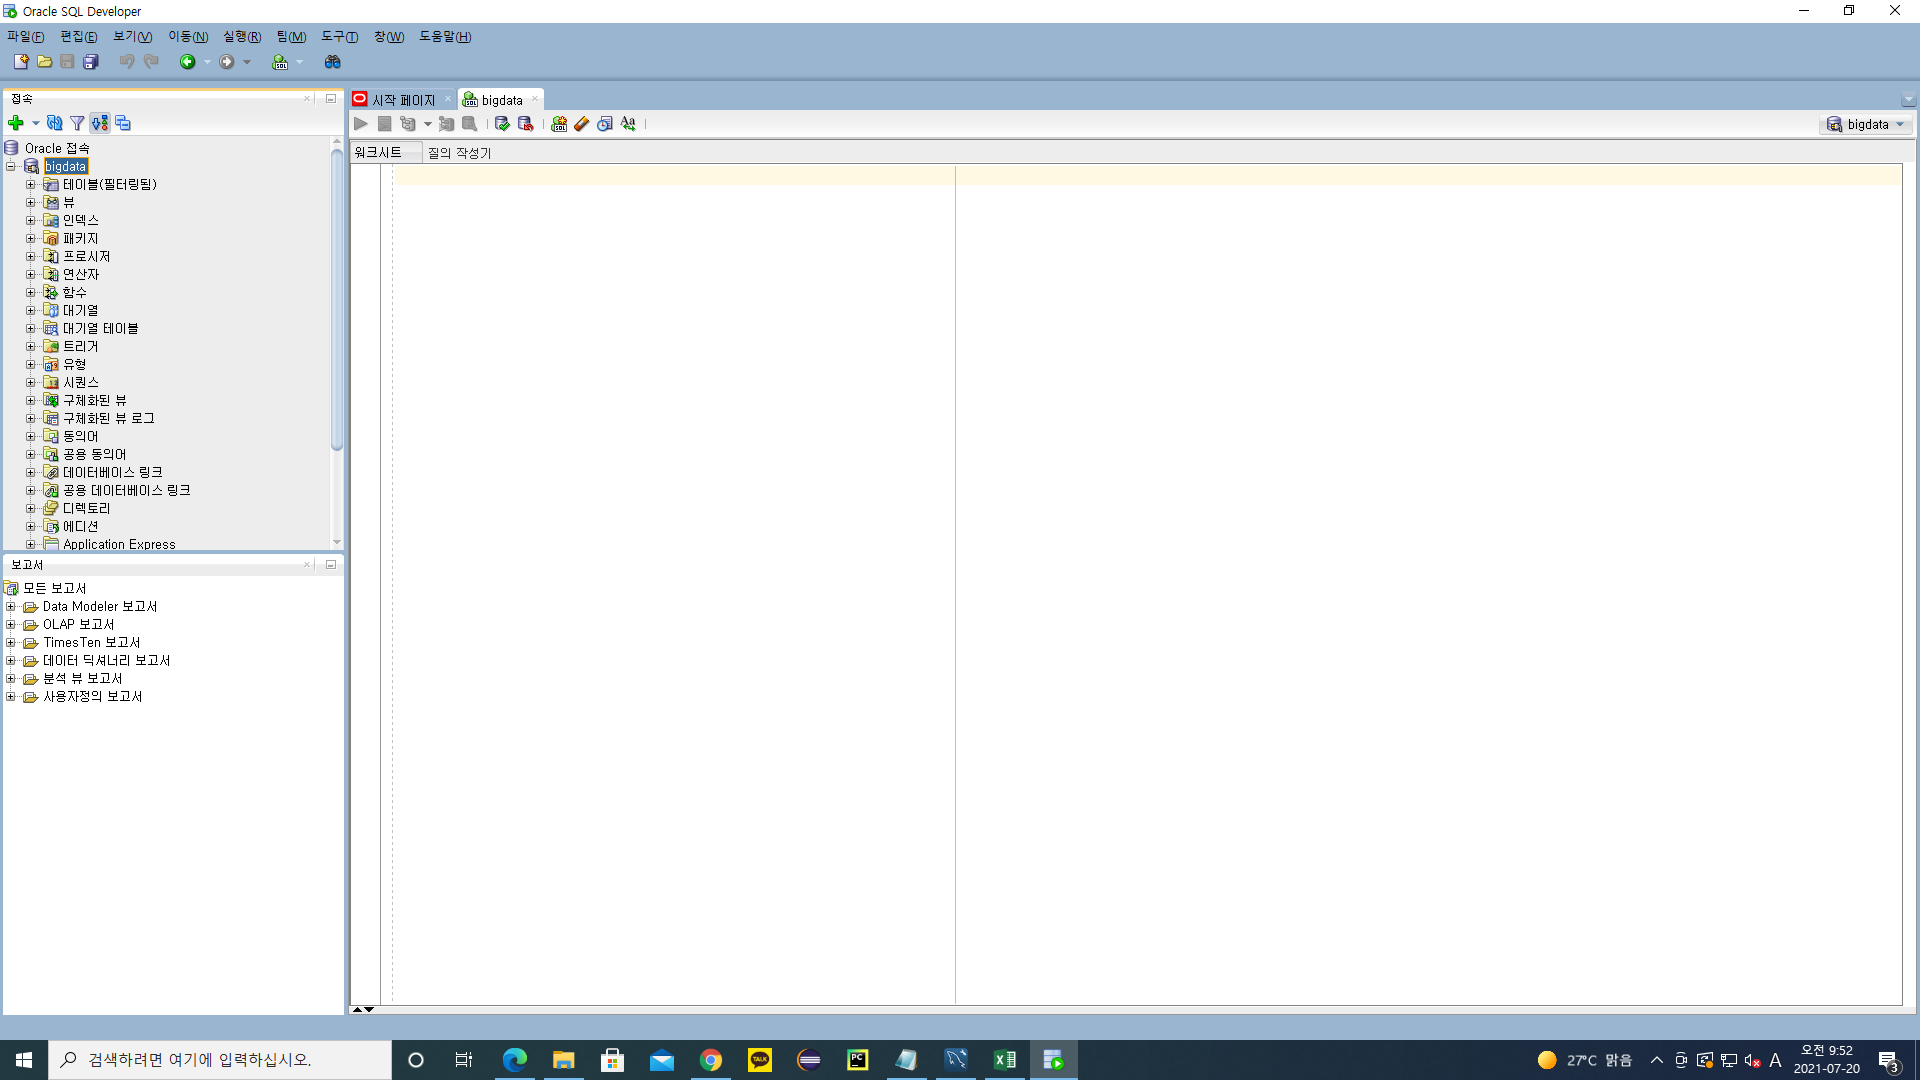 Oracle SQL Developer
파일(F) 편집(E) 보기(V) 이동(N) 실행(R) 팀(M) 도구(T) 창(W) 도움말(H)
접속
시작 페이지
bigdata
bigdata
워크시트 질의 작성기
Oracle 접속
bigdata
테이블(필터링됨)
뷰
인덱스
패키지
프로시저
연산자
함수
대기열
대기열 테이블
트리거
유형
시퀀스
구체화된 뷰
구체화된 뷰 로그
동의어
공용 동의어
데이터베이스 링크
공용 데이터베이스 링크
디렉토리
에디션
Application Express
보고서
모든 보고서
Data Modeler 보고서
OLAP 보고서
TimesTen 보고서
데이터 딕셔너리 보고서
분석 뷰 보고서
사용자정의 보고서
검색하려면 여기에 입력하십시오.
TALK
PC
27°C 맑음
A
오전 9:52
2021-07-20
3